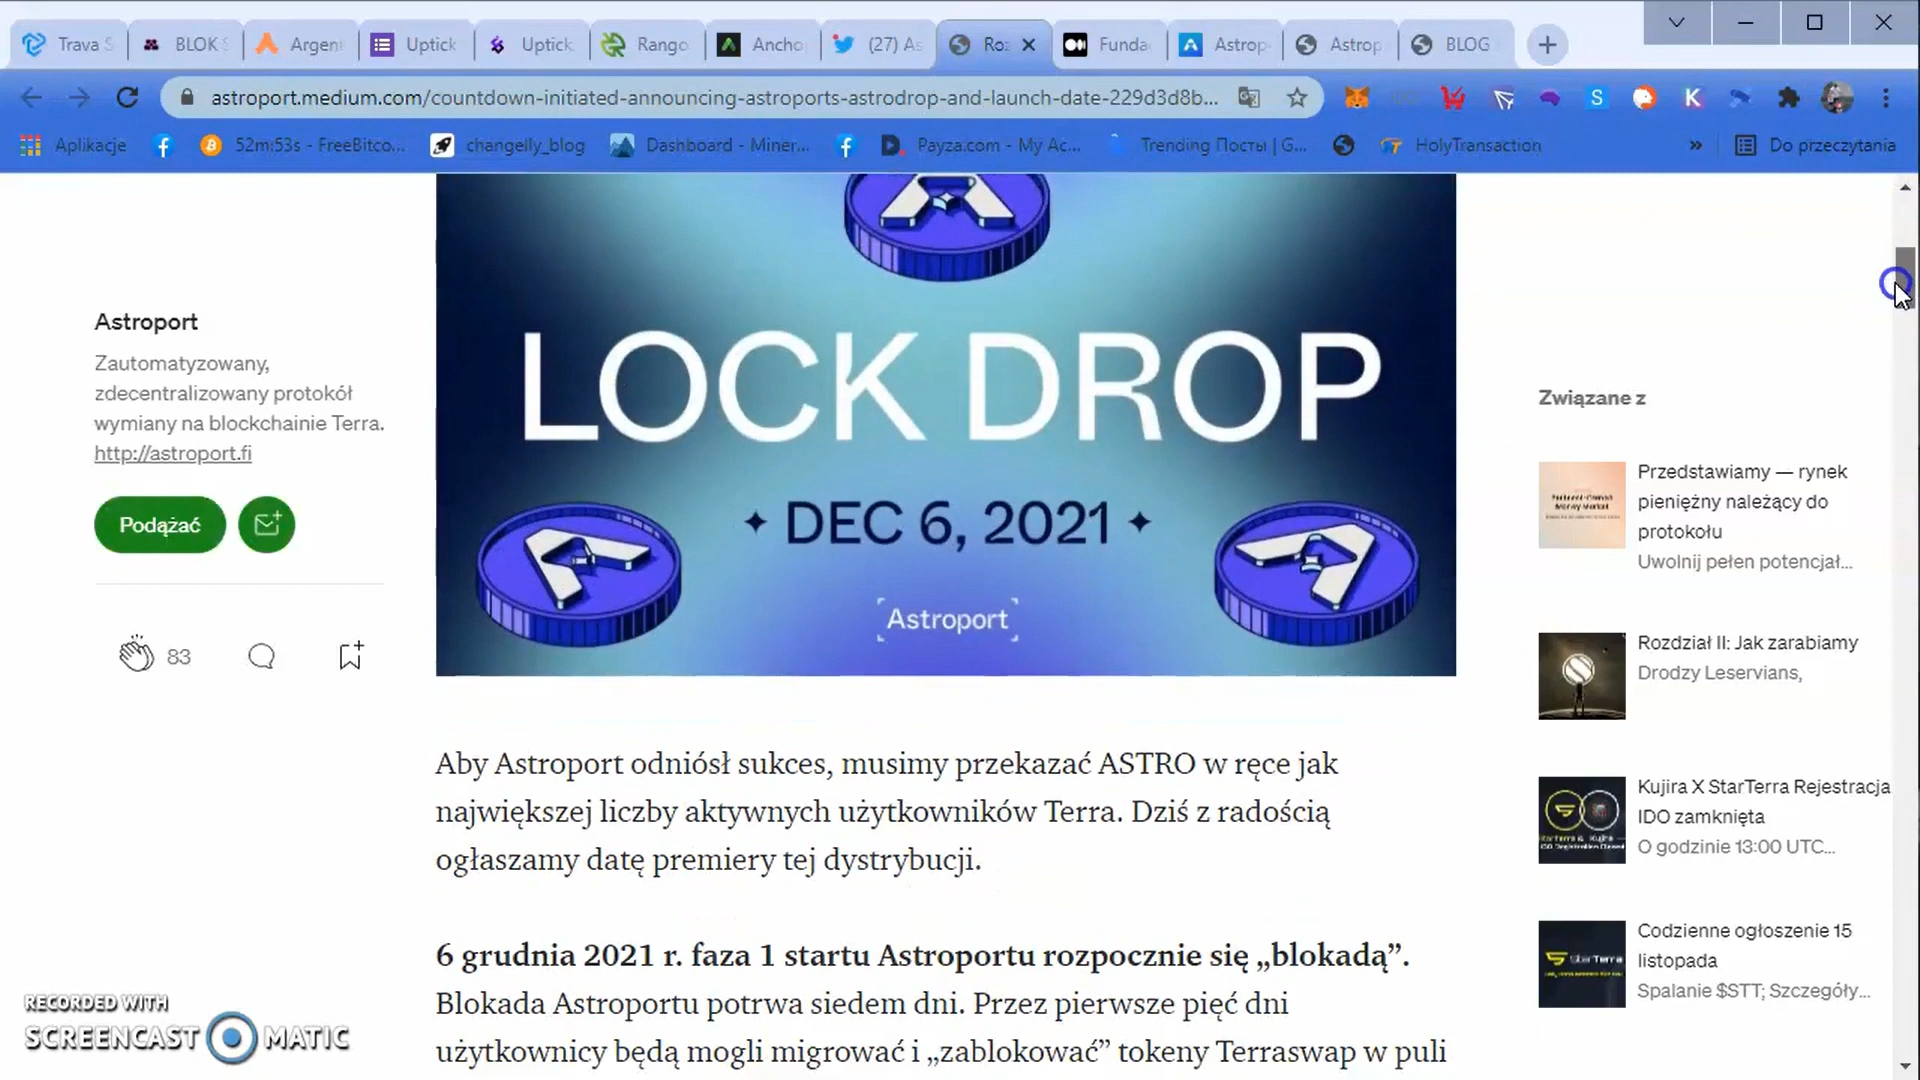 Trava S
BLOK S
Argen
Uptick
Uptick
Rango
Ancho
(27) As
Ro
Funda
Astrop
Astrop
BLOG
astroport.medium.com/countdown-initiated-announcing-astroports-astrodrop-and-launch-date-229d3d8b...
Aplikacje
52m:53s - FreeBitco...
changelly_blog
Dashboard - Miner...
Payza.com - My Ac...
Trending Посты | G...
HolyTransaction
»
Do przeczytania
LOCK DROP
DEC 6, 2021
Astroport
Astroport
Zautomatyzowany,
zdecentralizowany protokół
wymiany na blockchainie Terra.
http://astroport.fi
Podążać
83
Aby Astroport odniósł sukces, musimy przekazać ASTRO w ręce jak
największej liczby aktywnych użytkowników Terra. Dziś z radością
ogłaszamy datę premiery tej dystrybucji.
6 grudnia 2021 r. faza 1 startu Astroportu rozpocznie się „blokadą”.
Blokada Astroportu potrwa siedem dni. Przez pierwsze pięć dni
użytkownicy będą mogli migrować i „zablokować” tokeny Terraswap w puli
Związane z
Przedstawiamy — rynek
pieniężny należący do
protokołu
Uwolnij pełen potencjał...
Rozdział II: Jak zarabiamy
Drodzy Leservians,
Kujira X StarTerra Rejestracja
IDO zamknięta
O godzinie 13:00 UTC...
Codzienne ogłoszenie 15
listopada
Spalanie $STT; Szczegóły...
StarTerra
RECORDED WITH
SCREENCAST MATIC